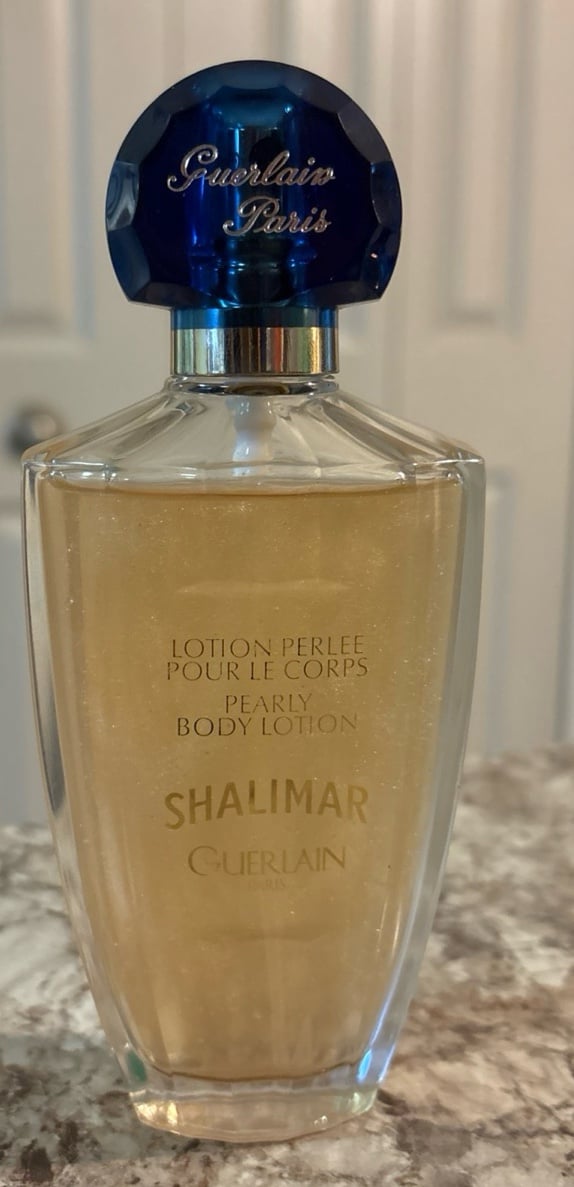 Guerlain
Paris
LOTION PERLEE
POUR LE CORPS
PEARLY
BODY LOTION
SHALIMAR
GUERLAIN
PARIS